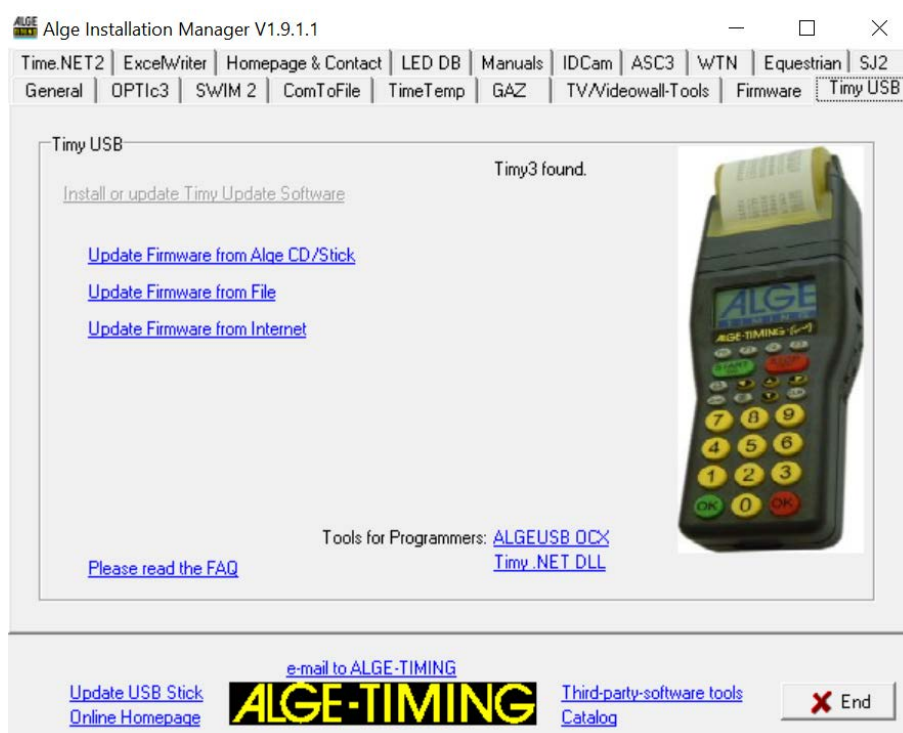 Alge Installation Manager V1.9.1.1
Time.NET2 ExcelWriter Homepage & Contact LED DB Manuals IDCam ASC3 WTN Equestrian SJ2
General OPTIc3 SWIM 2 ComToFile TimeTemp GAZ TV/Videowall-Tools Firmware Timy USB
Timy USB
Timy3 found.
Install or update Timy Update Software
Update Firmware from Alge CD/Stick
Update Firmware from File
Update Firmware from Internet
ALGE
TIMING
ALGE-TIMING
START
STOP
7 8 9
4 5 6
1 2 3
OK 0 OK
Tools for Programmers: ALGEUSB OCX
Timy .NET DLL
Please read the FAQ
e-mail to ALGE-TIMING
Update USB Stick
Online Homepage
ALGE-TIMING
Third-party-software tools
Catalog
End